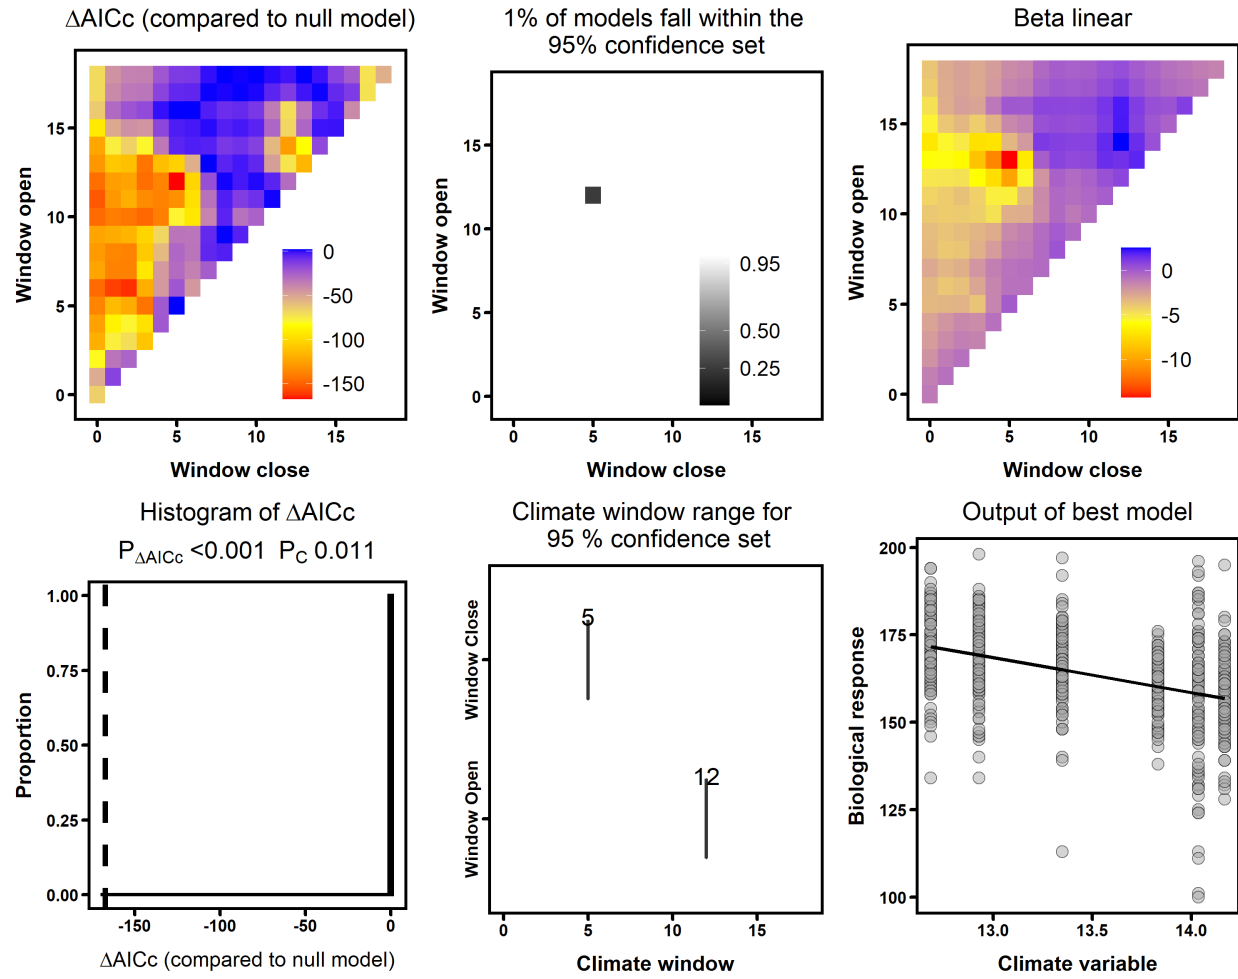 ΔAICc (compared to null model)
15
10
5
0
0
5
10
15
0
-50
-100
-150
Window open
Window close
1% of models fall within the
95% confidence set
15
10
5
0
0
5
10
15
0.95
0.50
0.25
Window open
Window close
Beta linear
15
10
5
0
0
5
10
15
0
-5
-10
Window open
Window close
Histogram of ΔAICc
PΔAICc <0.001 PC 0.011
1.00
0.75
0.50
0.25
0.00
-150
-100
-50
0
Proportion
ΔAICc (compared to null model)
Climate window range for
95 % confidence set
Window Close
Window Open
5
12
0
5
10
15
Climate window
Output of best model
200
175
150
125
100
13.0
13.5
14.0
Biological response
Climate variable